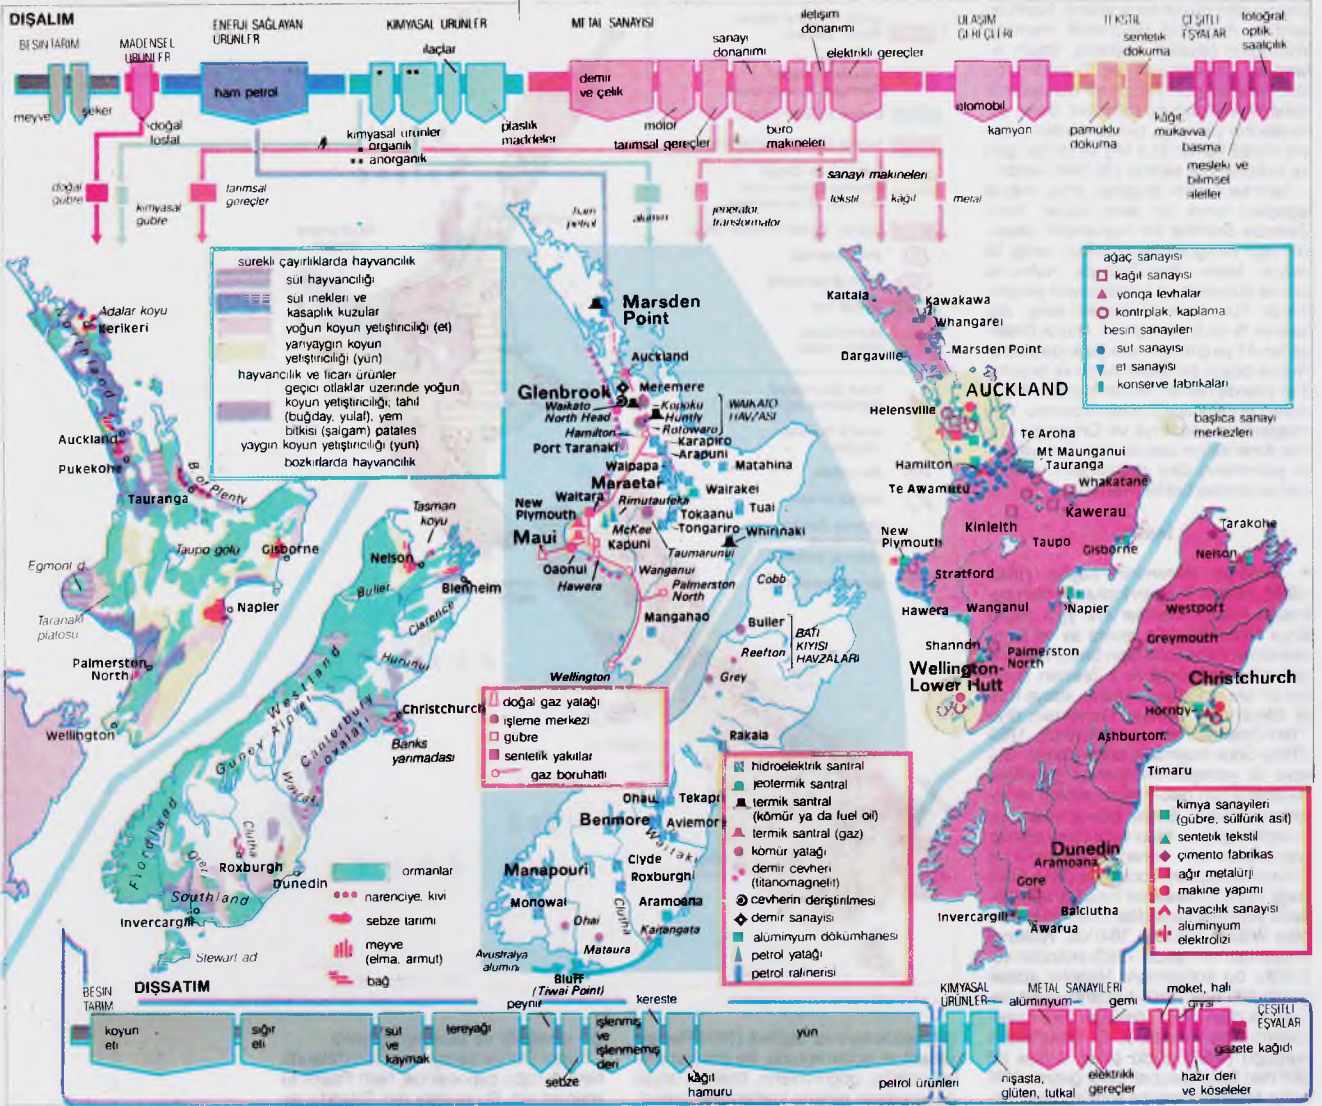 DIŞALIM
BESIN TARIM
MADENSEL
ÜRÜNLER
ENERJİ SAĞLAYAN
ÜRÜNLER
KİMYASAL ÜRÜNLER
METAL SANAYİSİ
ULAŞIM
GEREÇLERİ
TEKSTİL
ÇEŞİTLİ
EŞYALAR
meyve
şeker
doğal
fosfat
ham petrol
ilaçlar
kimyasal ürünler
• organik
•• anorganik
plastik
maddeler
demir
ve çelik
motor
tarımsal gereçler
sanayi
donanımı
büro
makineleri
iletişim
donanımı
elektrikli gereçler
otomobil
kamyon
pamuklu
dokuma
sentetik
dokuma
kâğıt,
mukavva
basma
mesleki ve
bilimsel
aletler
fotoğraf,
optik,
saatçilik
doğal
gübre
kimyasal
gübre
tarımsal
gereçler
ham
petrol
alümin
jeneratör,
transformatör
sanayi makineleri
tekstil
kâğıt
metal
sürekli çayırlıklarda hayvancılık
süt hayvancılığı
süt inekleri ve
kasaplık kuzular
yoğun koyun yetiştiriciliği (et)
yarıyaygın koyun
yetiştiriciliği (yün)
hayvancılık ve ticari ürünler
geçici otlaklar üzerinde yoğun
koyun yetiştiriciliği; tahıl
(buğday, yulaf), yem
bitkisi (şalgam) patates
yaygın koyun yetiştiriciliği (yün)
bozkırlarda hayvancılık
Northland
Adalar koyu
Kerikeri
Auckland
Pukekohe
Tauranga
B. of Plenty
Taupo gölü
Gisborne
Egmont d.
Taranaki
platosu
Napier
Palmerston
North
Wellington
Tasman
koyu
Nelson
Blenheim
Buller
Clarence
Hurunui
Westland
Güney Alpleri
Canterbury
ovaları
Christchurch
Banks
yarımadası
Waitaki
Fiordland
Clutha
Oreti
Roxburgh
Dunedin
Southland
Invercargill
Stewart ad
ormanlar
narenciye, kivi
sebze tarımı
meyve
(elma, armut)
bağ
Marsden
Point
Auckland
Glenbrook
Meremere
Waikato
North Head
Kopoku
Huntly
Rotowaro
WAIKATO
HAVZASI
Hamilton
Port Taranaki
Karapiro
Arapuni
Waipapa
Matahina
Maraetai
Wairakei
Waitara
New
Plymouth
Rimutauteka
Tokaanu
Tuai
Tongariro
Maui
McKee
Kapuni
Whirinaki
Taumarunui
Oaonui
Hawera
Wanganui
Palmerston
North
Mangahao
Wellington
Cobb
Buller
BATI
KIYISI
HAVZALARI
Reefton
Grey
Rakaia
doğal gaz yatağı
işleme merkezi
gübre
sentetik yakıtlar
gaz boruhattı
hidroelektrik santral
jeotermik santral
termik santral
(kömür ya da fuel oil)
termik santral (gaz)
kömür yatağı
demir cevheri
(titanomagnetit)
cevherin deriştirilmesi
demir sanayisi
alüminyum dökümhanesi
petrol yatağı
petrol rafinerisi
Ohau
Tekapo
Benmore
Aviemore
Waitaki
Manapouri
Clyde
Roxburgh
Monowai
Clutha
Aramoana
Ohai
Kaitangata
Mataura
Avustralya
alümini
Bluff
(Tiwai Point)
ağaç sanayisi
kâğıt sanayisi
yonga levhalar
kontrplak, kaplama
besin sanayileri
süt sanayisi
et sanayisi
konserve fabrikaları
başlıca sanayi
merkezleri
Kaitaia
Kawakawa
Whangarei
Dargaville
Marsden Point
AUCKLAND
Helensville
Te Aroha
Mt Maunganui
Tauranga
Hamilton
Te Awamutu
Whakatane
Kawerau
Kinleith
Taupo
New
Plymouth
Gisborne
Stratford
Hawera
Wanganui
Napier
Shannon
Palmerston
North
Wellington-
Lower Hutt
Tarakohe
Nelson
Westport
Greymouth
Christchurch
Hornby
Ashburton
Timaru
Dunedin
Aramoana
Gore
Balclutha
Invercargill
Awarua
kimya sanayileri
(gübre, sülfürik asit)
sentetik tekstil
çimento fabrikası
ağır metalürji
makine yapımı
havacılık sanayisi
alüminyum
elektrolizi
DIŞSATIM
BESİN
TARIM
koyun
eti
sığır
eti
süt
ve
kaymak
tereyağı
peynir
sebze
işlenmiş
ve
işlenmemiş
deri
kereste
kâğıt
hamuru
yün
KİMYASAL
ÜRÜNLER
petrol ürünleri
nişasta,
glüten, tutkal
METAL SANAYİLERİ
alüminyum
gemi
elektrikli
gereçler
moket, halı
giysi
hazır deri
ve köseleler
ÇEŞİTLİ
EŞYALAR
gazete kağıdı